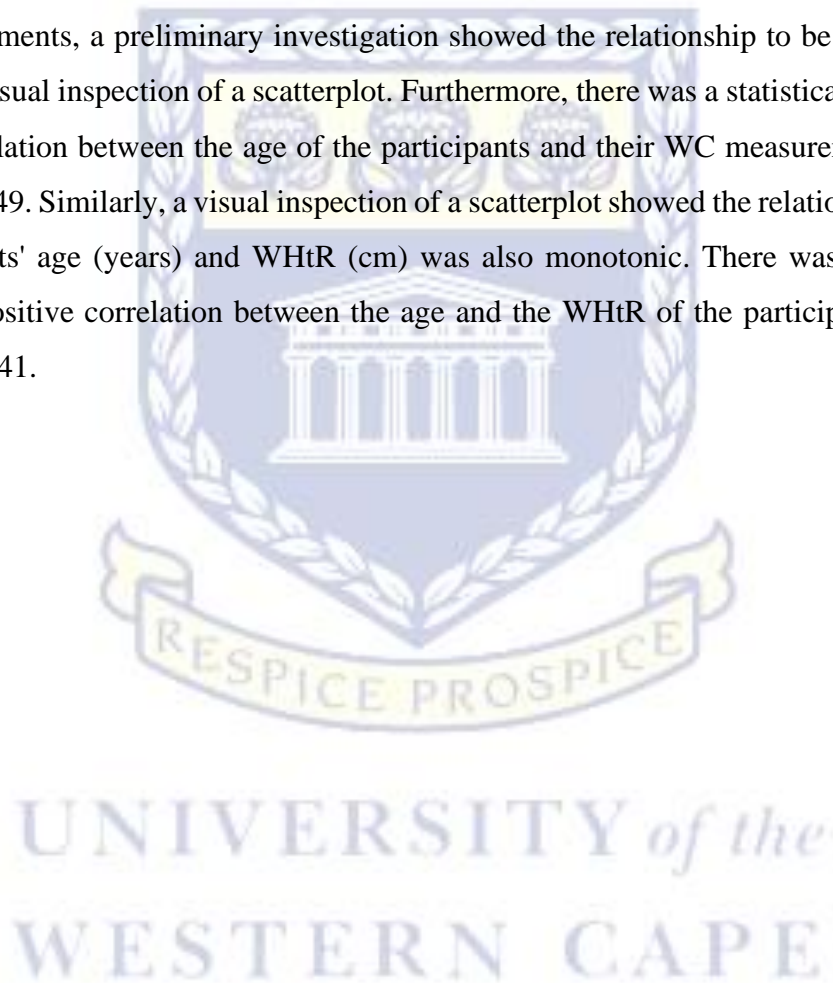 ments, a preliminary investigation showed the relationship to be
sual inspection of a scatterplot. Furthermore, there was a statistica
lation between the age of the participants and their WC measurer
49. Similarly, a visual inspection of a scatterplot showed the relatio
ts' age (years) and WHtR (cm) was also monotonic. There was
ositive correlation between the age and the WHtR of the particip
41.
RESPICE PROSPICE
UNIVERSITY of the
WESTERN CAPE